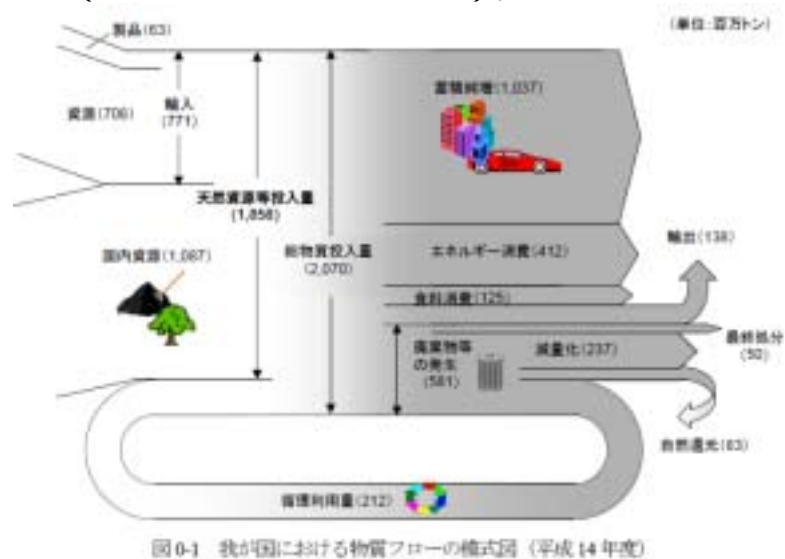 製品(63)
(単位:百万トン)
蓄積純増(1,037)
資源(708)
輸入
(771)
天然資源等投入量
(1,858)
総物質投入量
(2,070)
国内資源(1,087)
エネルギー消費(412)
輸出(138)
食料消費(125)
廃棄物等
の発生
(581)
減量化(237)
最終処分
(50)
自然還元(83)
循環利用量(212)
図0-1 我が国における物質フローの模式図(平成14年度)